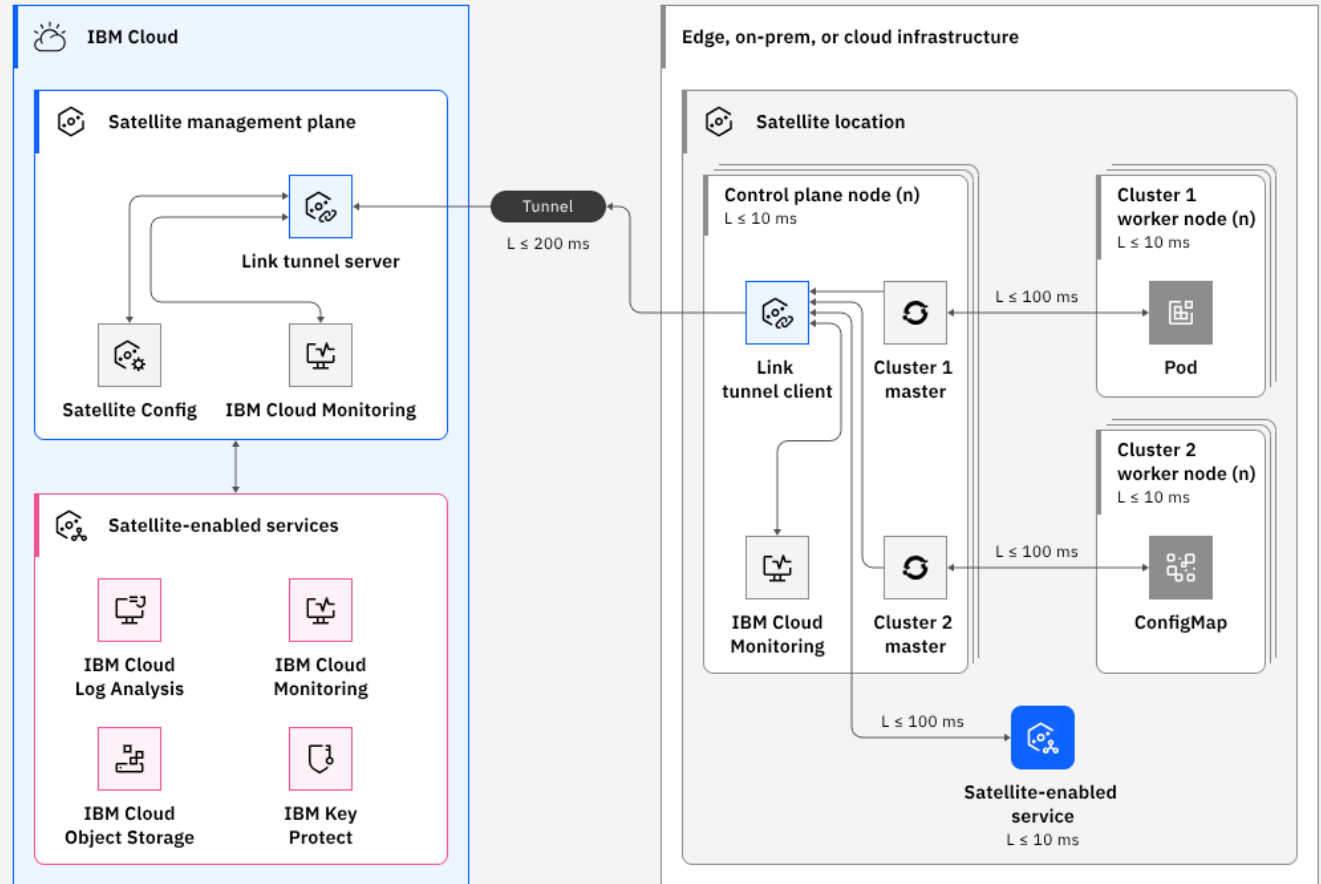 IBM Cloud
Satellite management plane
Link tunnel server
Satellite Config
IBM Cloud Monitoring
Satellite-enabled services
IBM Cloud
Log Analysis
IBM Cloud
Monitoring
IBM Cloud
Object Storage
IBM Key
Protect
Tunnel
L ≤ 200 ms
Edge, on-prem, or cloud infrastructure
Satellite location
Control plane node (n)
L ≤ 10 ms
Link
tunnel client
Cluster 1
master
IBM Cloud
Monitoring
Cluster 2
master
L ≤ 100 ms
Cluster 1
worker node (n)
L ≤ 10 ms
Pod
L ≤ 100 ms
Cluster 2
worker node (n)
L ≤ 10 ms
ConfigMap
L ≤ 100 ms
Satellite-enabled
service
L ≤ 10 ms